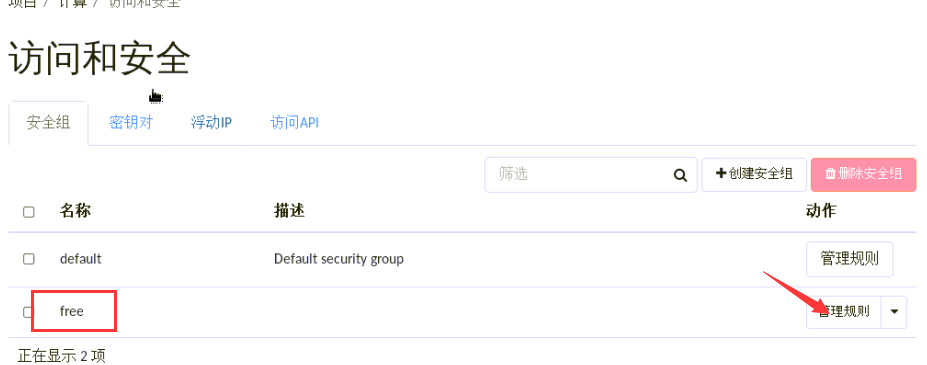 项目 / 计算 / 访问和安全
访问和安全
安全组 密钥对 浮动IP 访问API
筛选 创建安全组 删除安全组
名称 描述 动作
default Default security group 管理规则
free 管理规则
正在显示 2 项